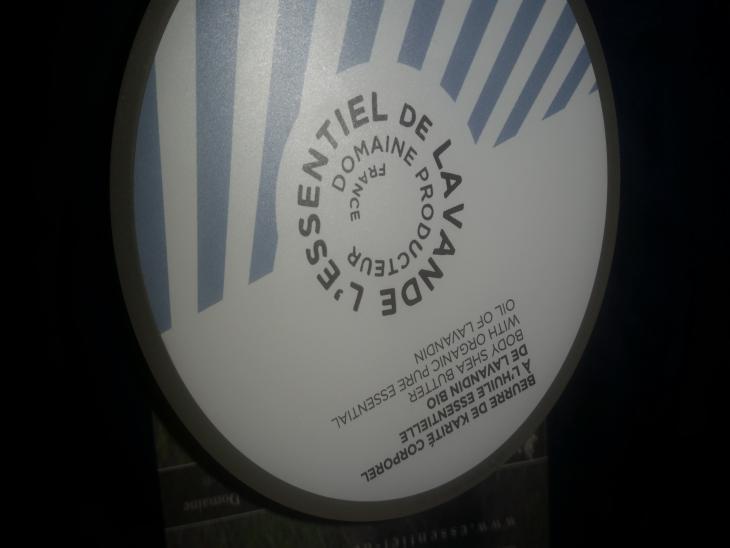 L'ESSENTIEL DE LAVANDE
DOMAINE PRODUCTEUR
FRANCE
BEURRE DE KARITÉ CORPOREL
À L'HUILE ESSENTIELLE
DE LAVANDIN BIO
BODY SHEA BUTTER
WITH ORGANIC PURE ESSENTIAL
OIL OF LAVANDIN
Domaine